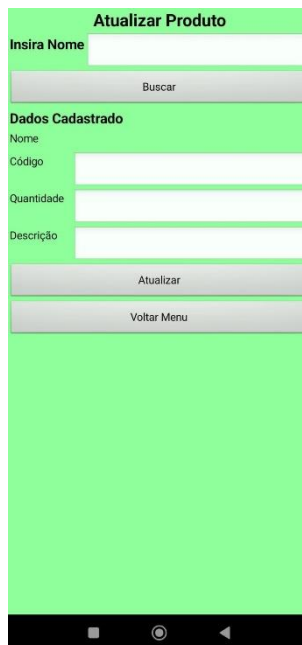 Atualizar Produto
Insira Nome
Buscar
Dados Cadastrado
Nome
Código
Quantidade
Descrição
Atualizar
Voltar Menu